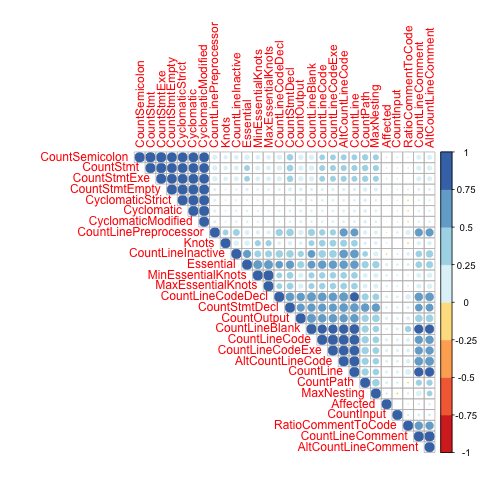 CountSemicolon
CountStmt
CountStmtExe
CountStmtEmpty
CyclomaticStrict
Cyclomatic
CyclomaticModified
CountLinePreprocessor
Knots
CountLineInactive
Essential
MinEssentialKnots
MaxEssentialKnots
CountLineCodeDecl
CountStmtDecl
CountOutput
CountLineBlank
CountLineCode
CountLineCodeExe
AltCountLineCode
CountLine
CountPath
MaxNesting
Affected
CountInput
RatioCommentToCode
CountLineComment
AltCountLineComment
CountSemicolon
CountStmt
CountStmtExe
CountStmtEmpty
CyclomaticStrict
Cyclomatic
CyclomaticModified
CountLinePreprocessor
Knots
CountLineInactive
Essential
MinEssentialKnots
MaxEssentialKnots
CountLineCodeDecl
CountStmtDecl
CountOutput
CountLineBlank
CountLineCode
CountLineCodeExe
AltCountLineCode
CountLine
CountPath
MaxNesting
Affected
CountInput
RatioCommentToCode
CountLineComment
AltCountLineComment
1
0.75
0.5
0.25
0
-0.25
-0.5
-0.75
-1